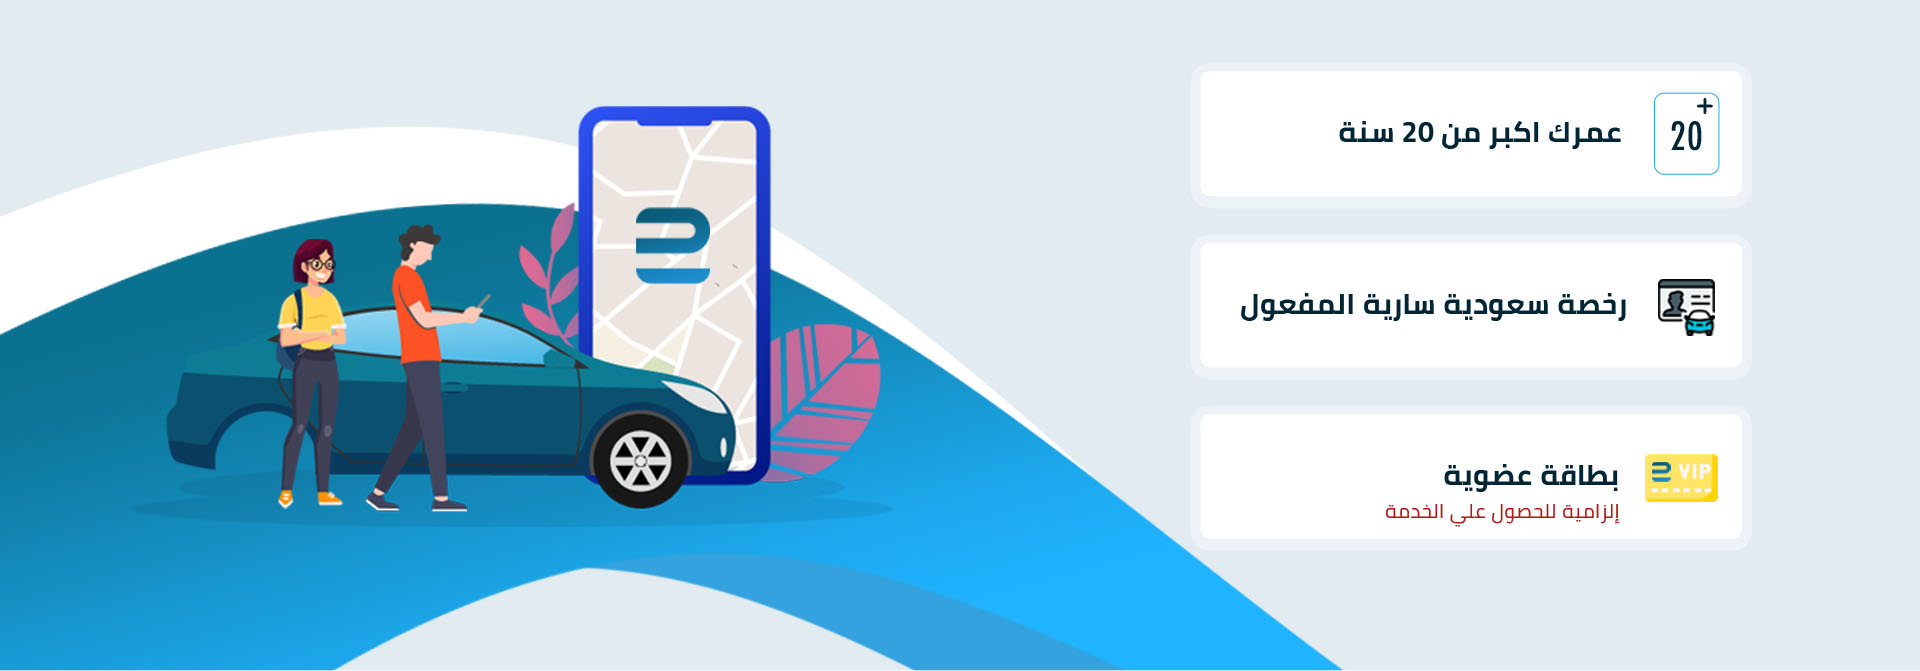 عمرك اكبر من 20 سنة
20+
رخصة سعودية سارية المفعول
بطاقة عضوية
إلزامية للحصول علي الخدمة
VIP